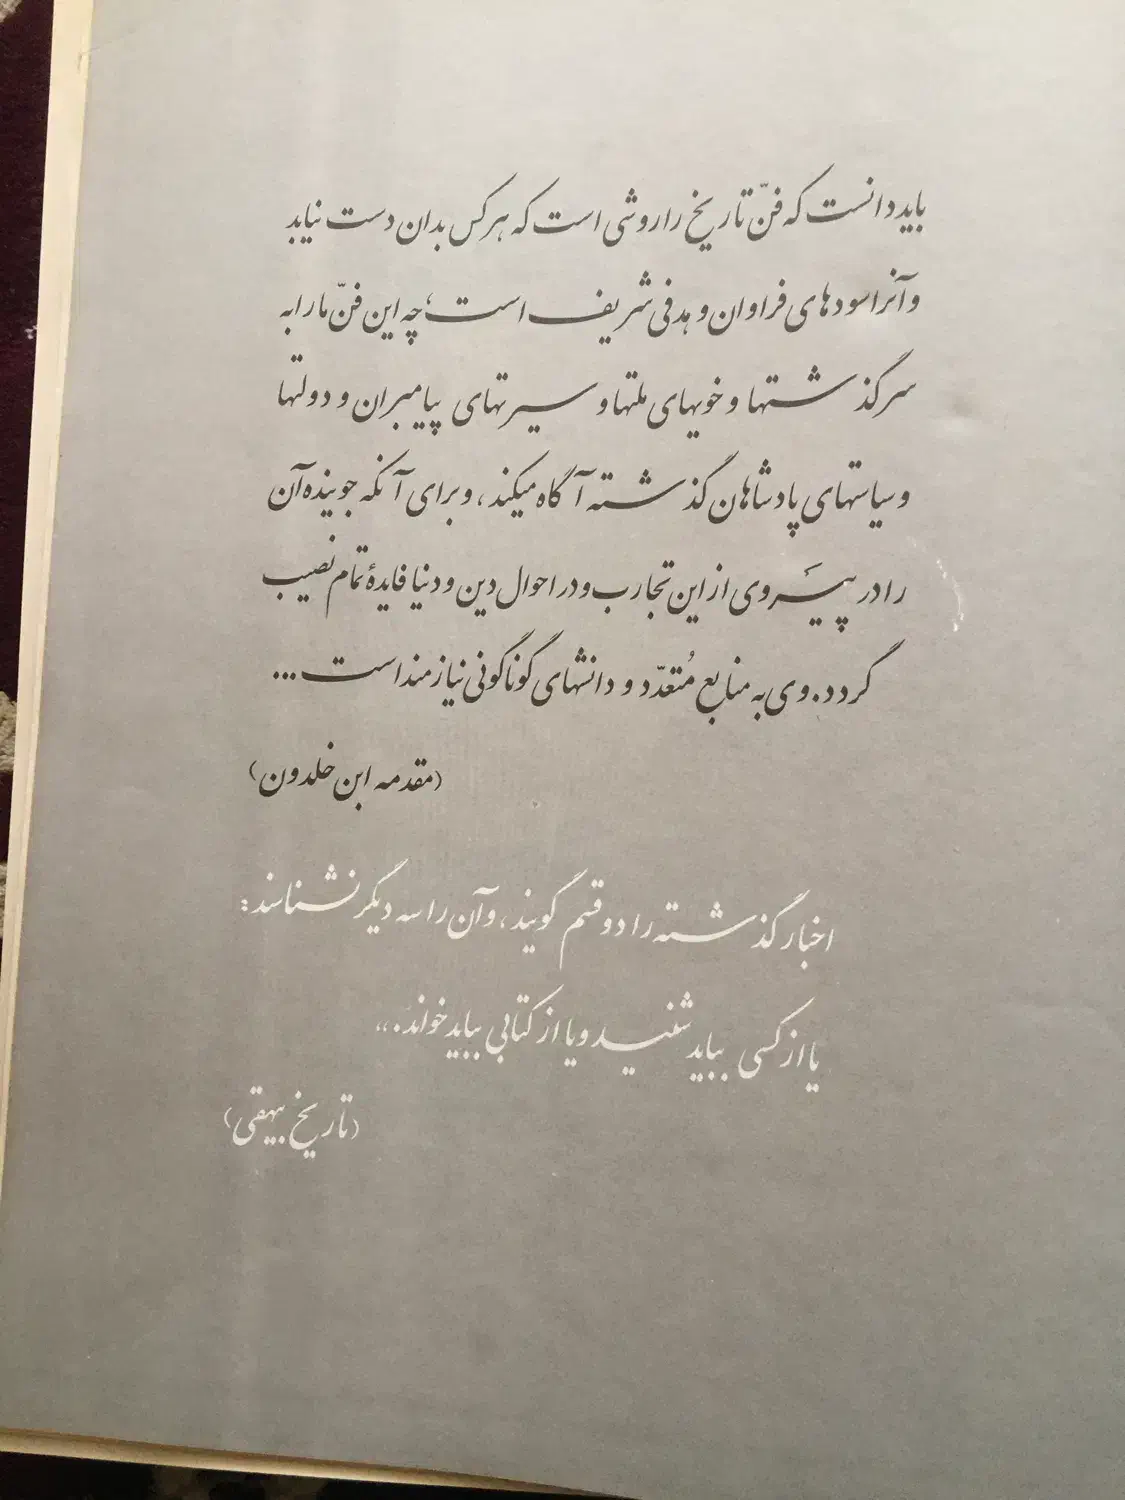 باید دانست که فنّ تاریخ را روشی است که هر کس بدان دست نیابد
و آنرا سودهای فراوان و هدفی شریف است؛ چه این فنّ ما را به
سرگذشتها و خویهای ملتها و سیرتهای پیامبران و دولتها
و سیاستهای پادشاهان گذشته آگاه میکند، و برای آنکه جوینده آن
را در پیَروی از این تجارب و در احوال دین و دنیا فایدهٔ تمام نصیب
گردد. وی به منابع مُتعدّد و دانشهای گوناگونی نیازمند است ...
(مقدمه ابن خلدون)
اخبار گذشته را دو قسم گویند، و آن را سه دیگر نشناسند:
یا از کسی بباید شنید و یا از کتابی بباید خواند. ،،
(تاریخ بیهقی)